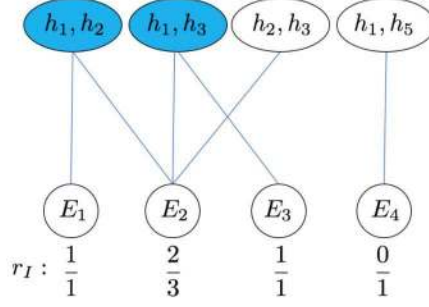 h₁, h₂ h₁, h₃ h₂, h₃ h₁, h₅
E₁ E₂ E₃ E₄
r_I : 1/1 2/3 1/1 0/1